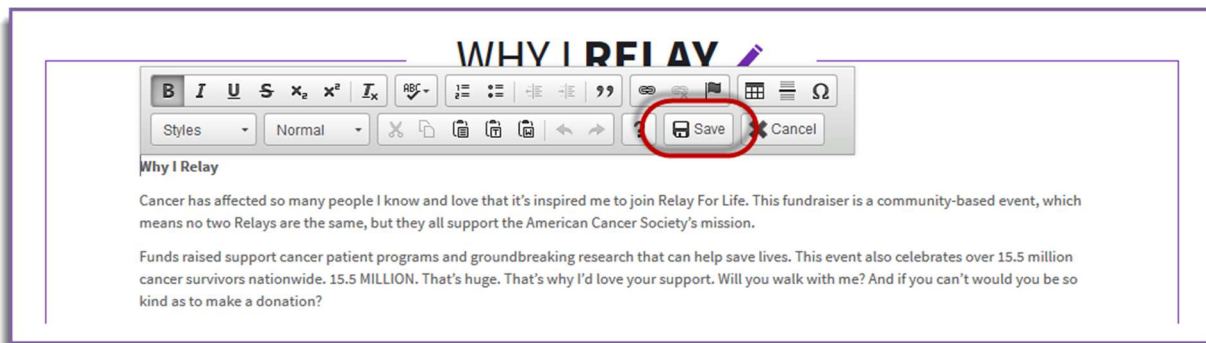 WHY I RELAY
B I U S x₂ x² Tx ABC
Styles Normal ? Save Cancel
Why I Relay
Cancer has affected so many people I know and love that it’s inspired me to join Relay For Life. This fundraiser is a community-based event, which
means no two Relays are the same, but they all support the American Cancer Society’s mission.
Funds raised support cancer patient programs and groundbreaking research that can help save lives. This event also celebrates over 15.5 million
cancer survivors nationwide. 15.5 MILLION. That’s huge. That’s why I’d love your support. Will you walk with me? And if you can’t would you be so
kind as to make a donation?